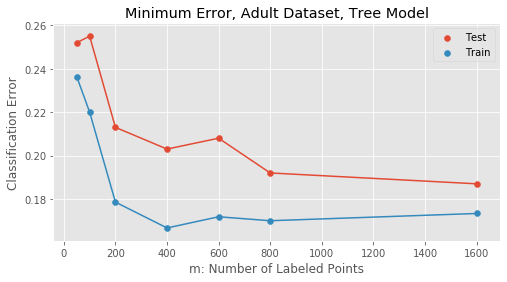 Minimum Error, Adult Dataset, Tree Model
0.26
0.24
0.22
0.20
0.18
Classification Error
Test
Train
0 200 400 600 800 1000 1200 1400 1600
m: Number of Labeled Points